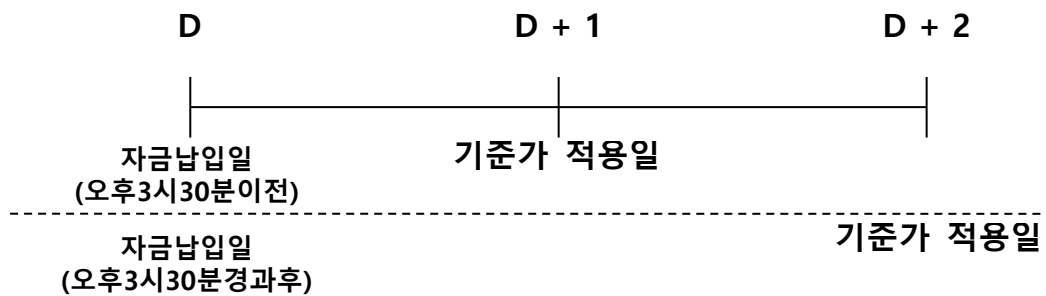 D D + 1 D + 2
자금납입일 기준가 적용일
(오후3시30분이전)
자금납입일 기준가 적용일
(오후3시30분경과후)